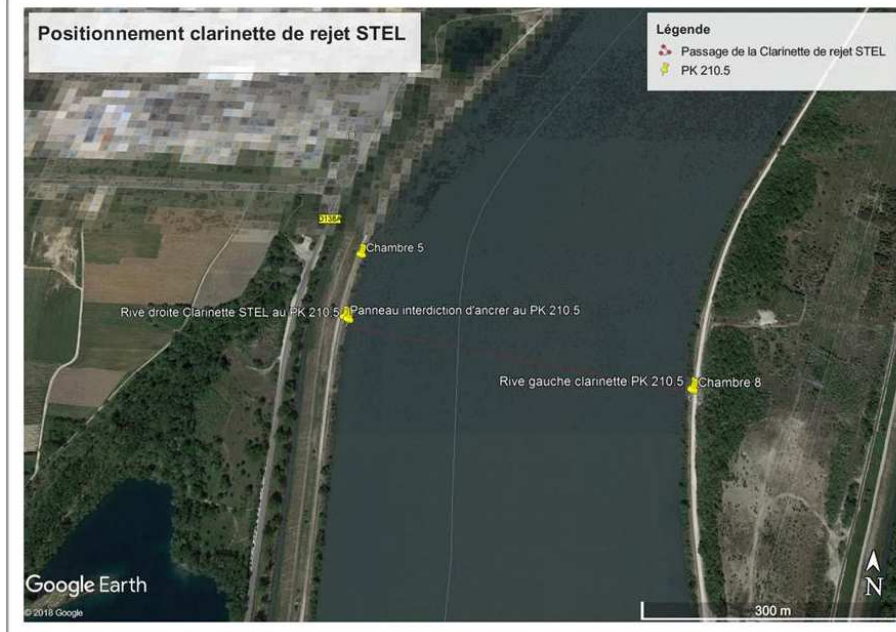 Positionnement clarinette de rejet STEL
Légende
Passage de la Clarinette de rejet STEL
PK 210.5
D138A
Chambre 5
Rive droite Clarinette STEL au PK 210.5
Panneau interdiction d'ancrer au PK 210.5
Rive gauche clarinette PK 210.5
Chambre 8
Google Earth
© 2018 Google
300 m
N